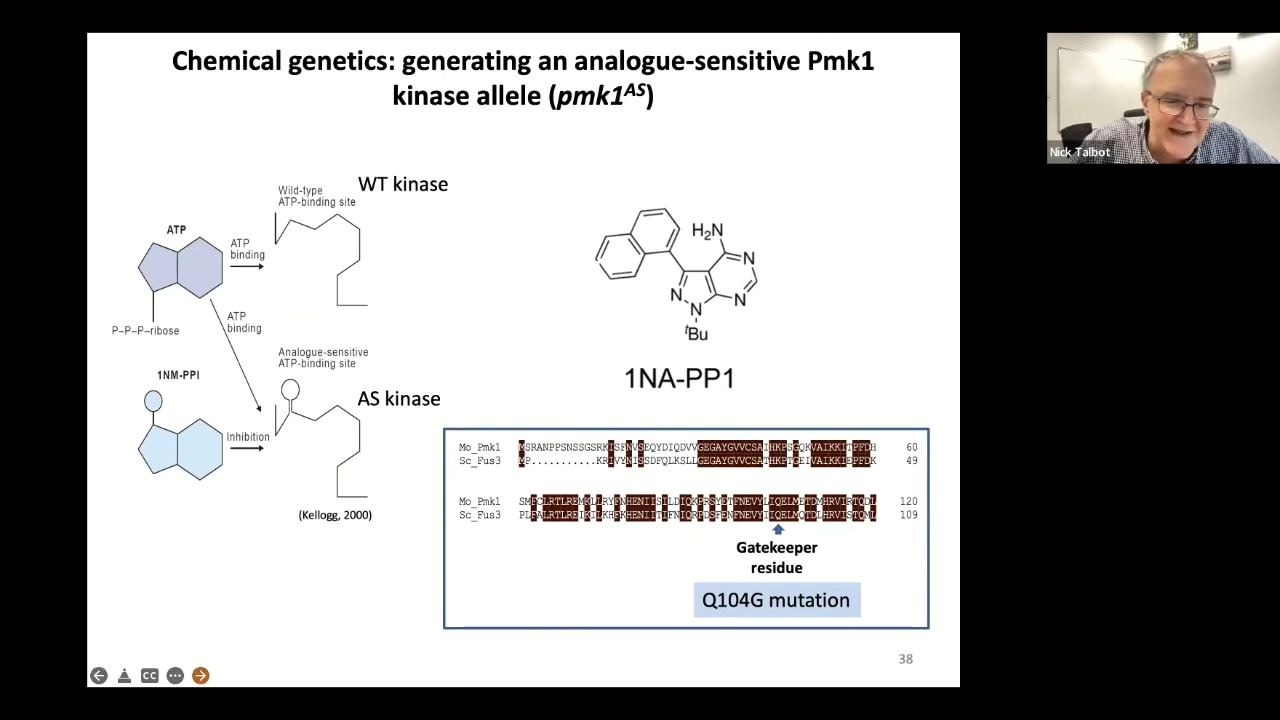 Chemical genetics: generating an analogue-sensitive Pmk1
kinase allele (pmk1AS)
Nick Talbot
Wild-type
ATP-binding site
WT kinase
ATP
ATP
binding
P–P–P–ribose
ATP
binding
Analogue-sensitive
ATP-binding site
1NM-PPI
AS kinase
Inhibition
(Kellogg, 2000)
H2N
N
N
N
N
tBu
1NA-PP1
Mo_Pmk1 60
Sc_Fus3 49
Mo_Pmk1 120
Sc_Fus3 109
Gatekeeper
residue
Q104G mutation
38
CC